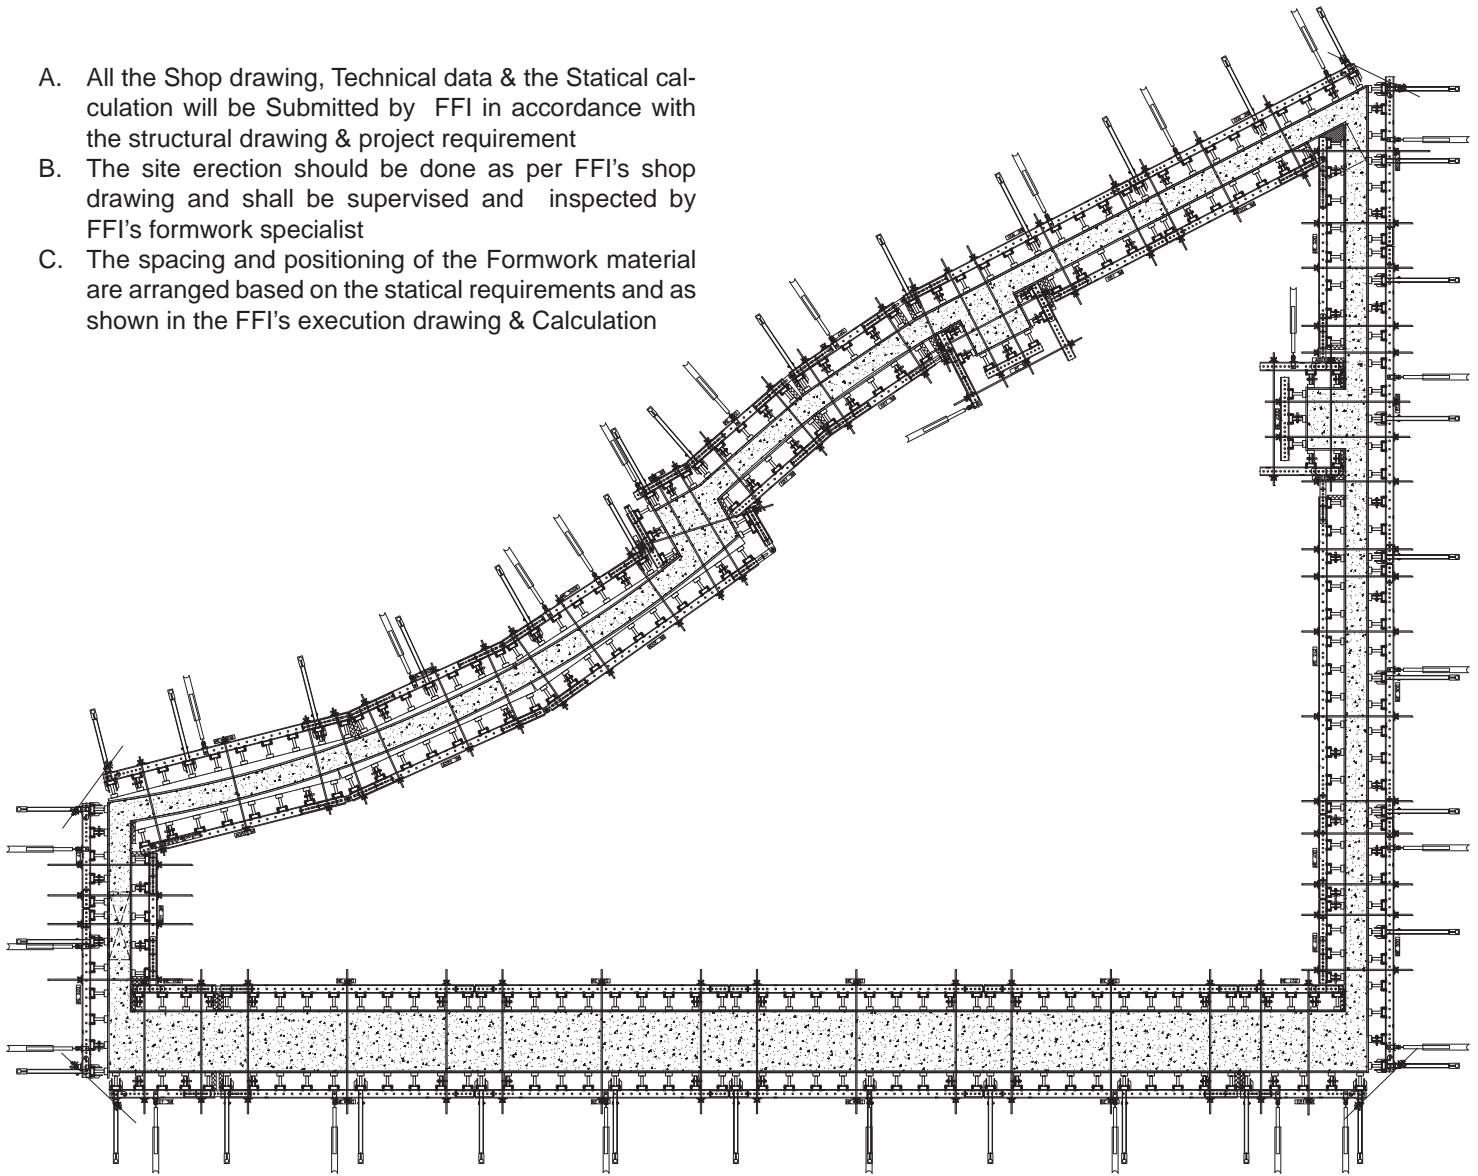 A. All the Shop drawing, Technical data & the Statical cal-
culation will be Submitted by FFI in accordance with
the structural drawing & project requirement
B. The site erection should be done as per FFI's shop
drawing and shall be supervised and inspected by
FFI's formwork specialist
C. The spacing and positioning of the Formwork material
are arranged based on the statical requirements and as
shown in the FFI's execution drawing & Calculation